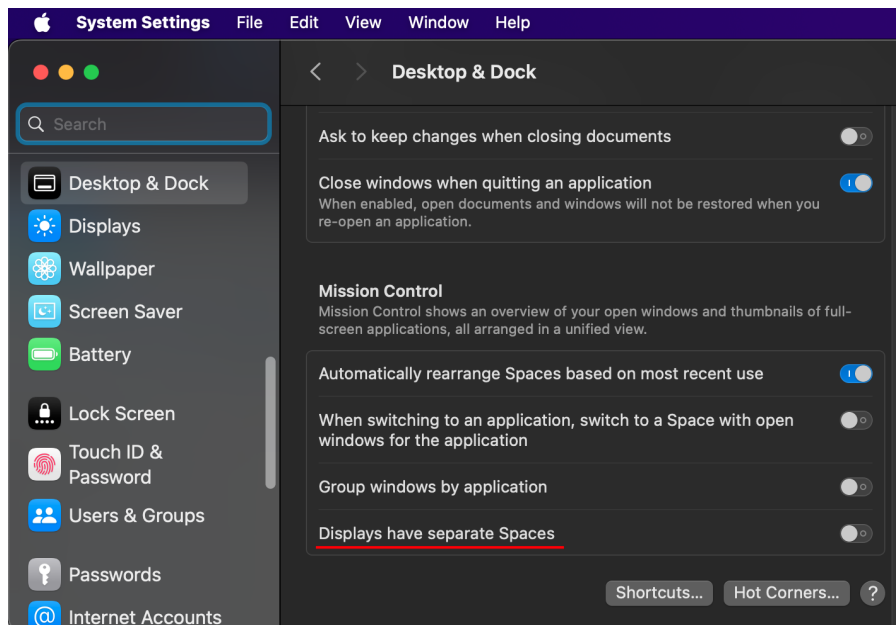 System Settings File Edit View Window Help
Desktop & Dock
Search
Desktop & Dock
Displays
Wallpaper
Screen Saver
Battery
Lock Screen
Touch ID &
Password
Users & Groups
Passwords
Internet Accounts
Ask to keep changes when closing documents
Close windows when quitting an application
When enabled, open documents and windows will not be restored when you
re-open an application.
Mission Control
Mission Control shows an overview of your open windows and thumbnails of full-
screen applications, all arranged in a unified view.
Automatically rearrange Spaces based on most recent use
When switching to an application, switch to a Space with open
windows for the application
Group windows by application
Displays have separate Spaces
Shortcuts... Hot Corners... ?